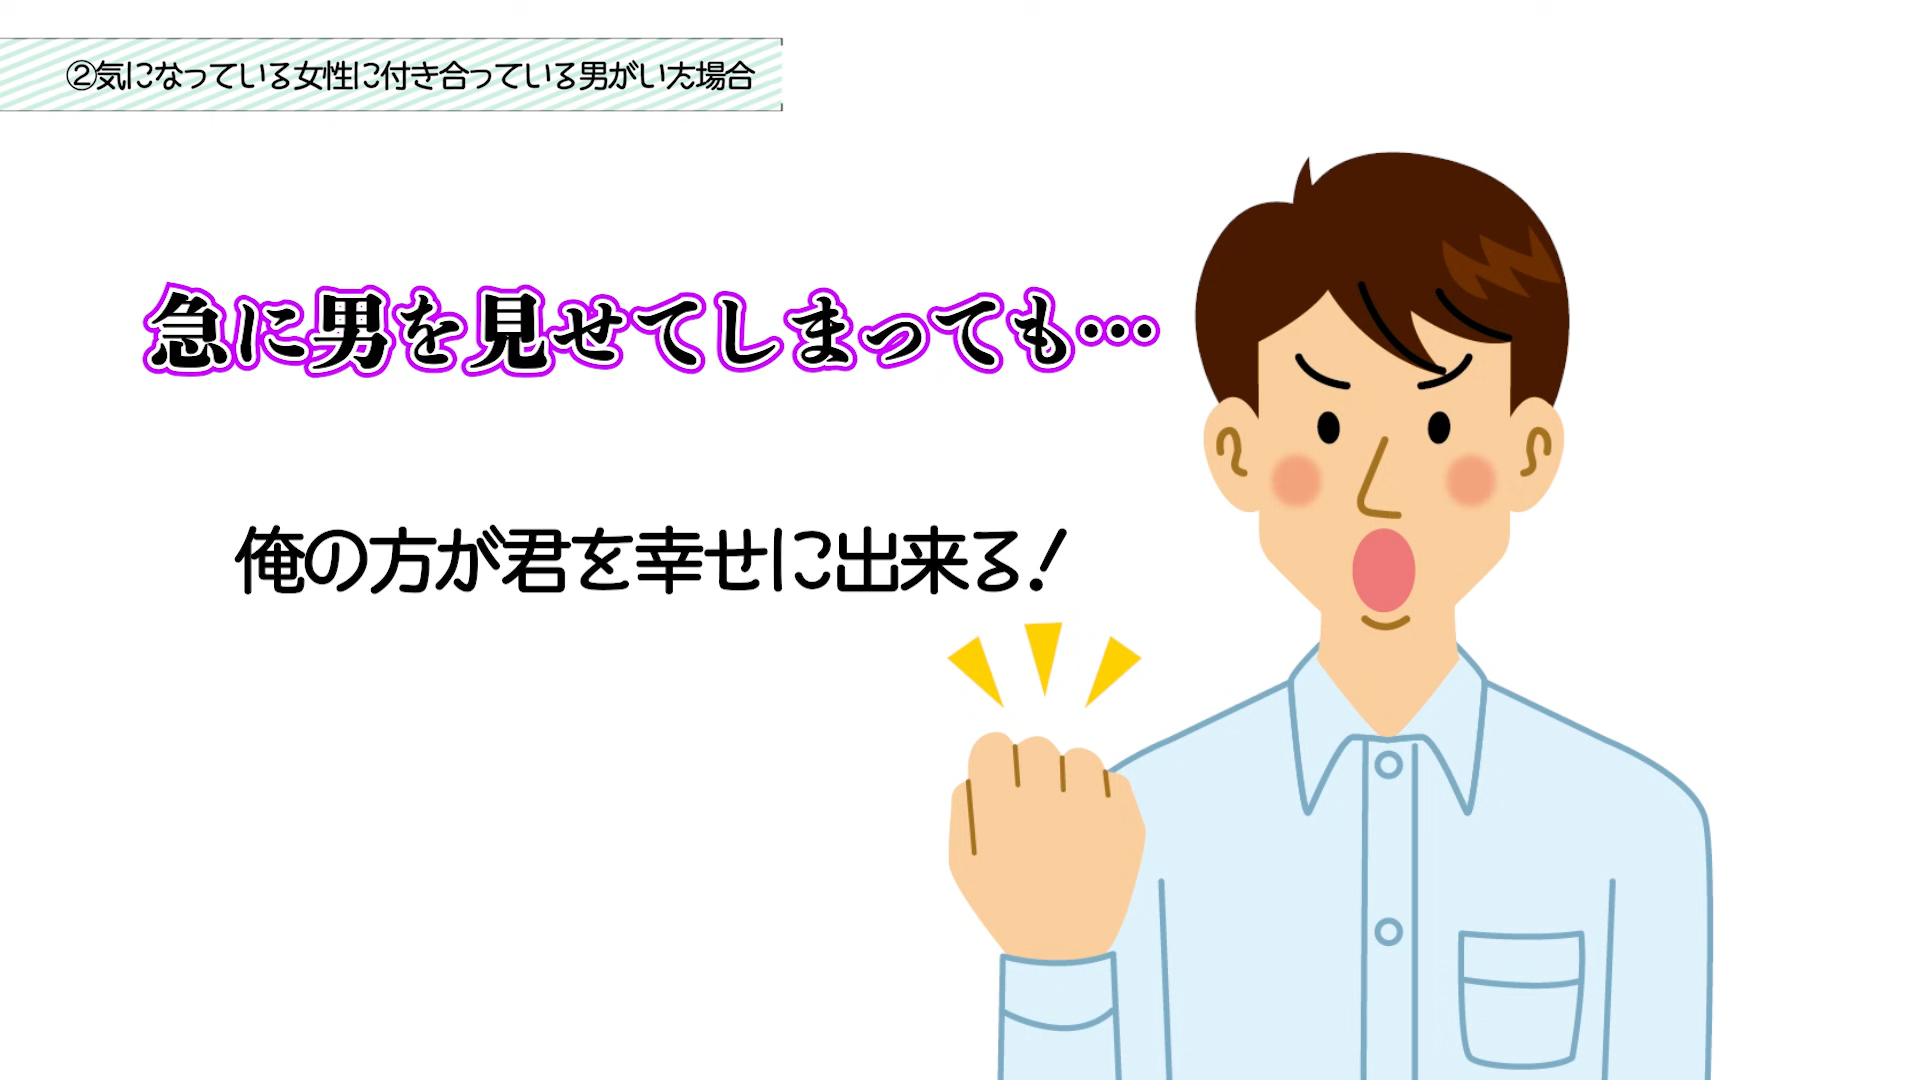 ②気になっている女性に付き合っている男がいた場合
急に男を見せてしまっても…
俺の方が君を幸せに出来る！